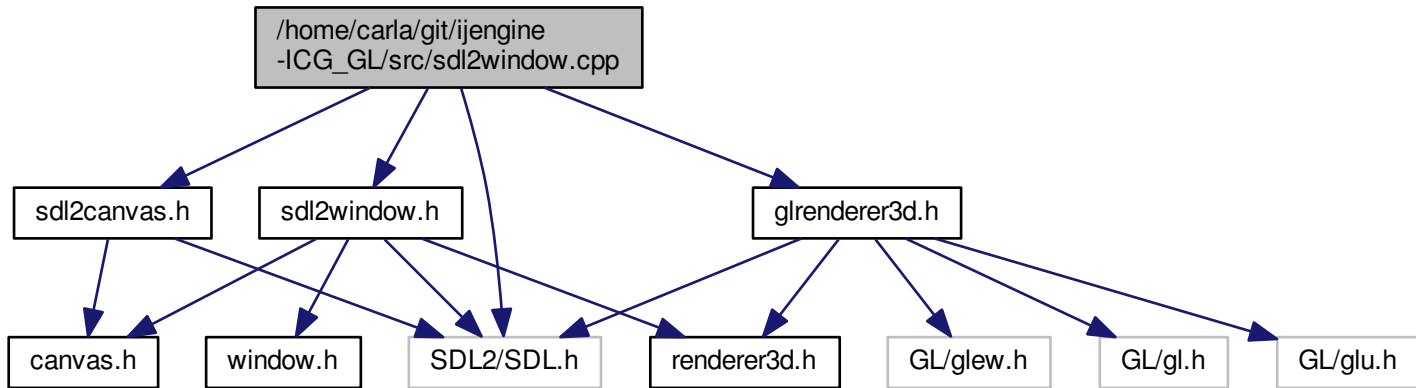 /home/carla/git/ijengine
-ICG_GL/src/sdl2window.cpp
sdl2canvas.h
sdl2window.h
glrenderer3d.h
canvas.h
window.h
SDL2/SDL.h
renderer3d.h
GL/glew.h
GL/gl.h
GL/glu.h